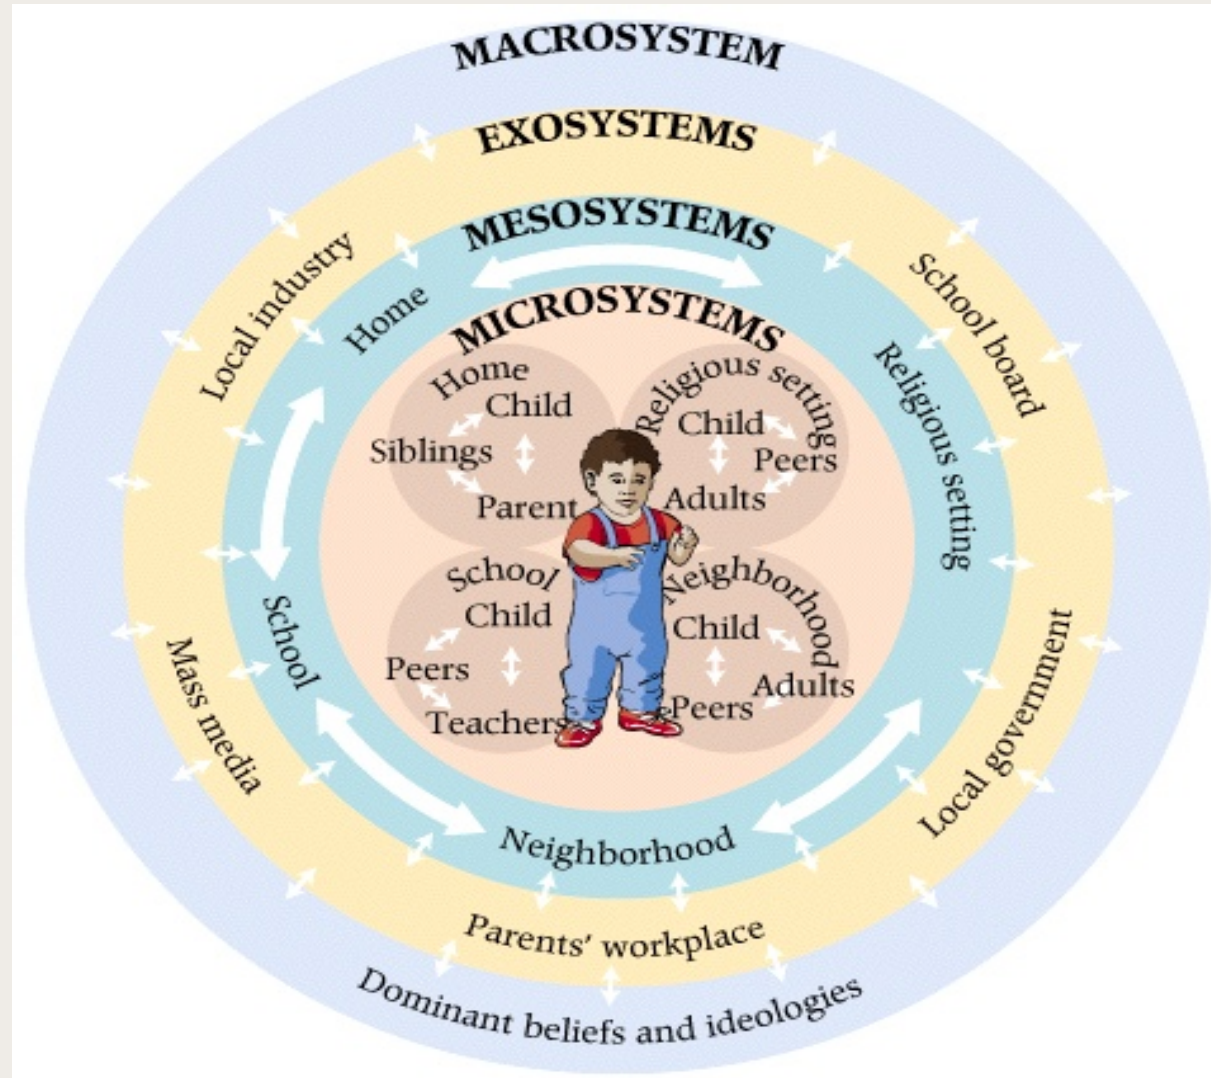 MACROSYSTEM
EXOSYSTEMS
MESOSYSTEMS
MICROSYSTEMS
Home
Child
Siblings
Parent
Religious setting
Child
Peers
Adults
School
Child
Peers
Teachers
Neighborhood
Child
Adults
Peers
Home
Religious setting
School
Neighborhood
Local industry
School board
Mass media
Local government
Parents’ workplace
Dominant beliefs and ideologies